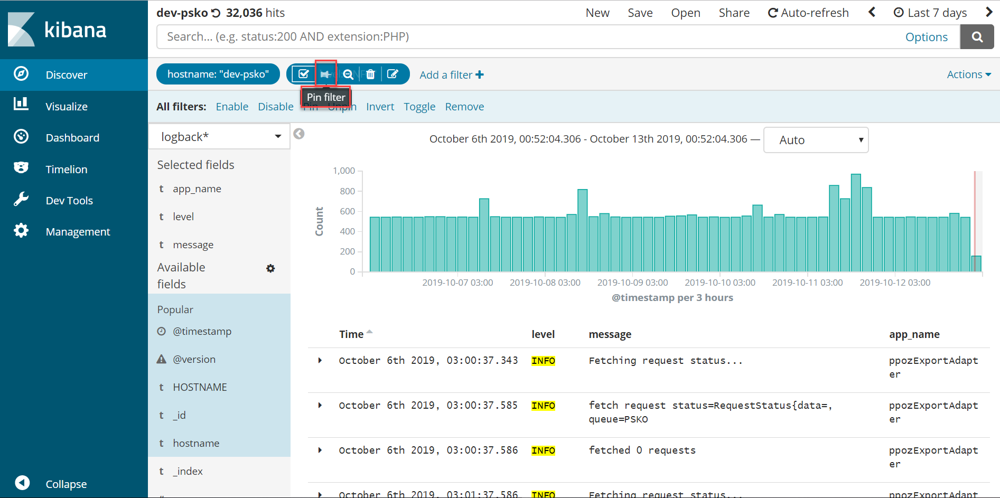 kibana
Discover
Visualize
Dashboard
Timelion
Dev Tools
Management
Collapse
dev-psko 32,036 hits
New Save Open Share Auto-refresh Last 7 days
Search... (e.g. status:200 AND extension:PHP) Options
hostname: "dev-psko" Add a filter Actions
Pin filter
All filters: Enable Disable Pin Unpin Invert Toggle Remove
logback*
Selected fields
t app_name
t level
t message
Available
fields
Popular
@timestamp
@version
t HOSTNAME
t _id
t hostname
t _index
October 6th 2019, 00:52:04.306 - October 13th 2019, 00:52:04.306 — Auto
Count
1,000
800
600
400
200
0
2019-10-07 03:00 2019-10-08 03:00 2019-10-09 03:00 2019-10-10 03:00 2019-10-11 03:00 2019-10-12 03:00
@timestamp per 3 hours
Time level message app_name
October 6th 2019, 03:00:37.343 INFO Fetching request status... ppozExportAdapt
er
October 6th 2019, 03:00:37.585 INFO fetch request status=RequestStatus{data=, ppozExportAdapt
queue=PSKO er
October 6th 2019, 03:00:37.586 INFO fetched 0 requests ppozExportAdapt
er
October 6th 2019, 03:01:37.586 INFO Fetching request status... ppozExportAdapt